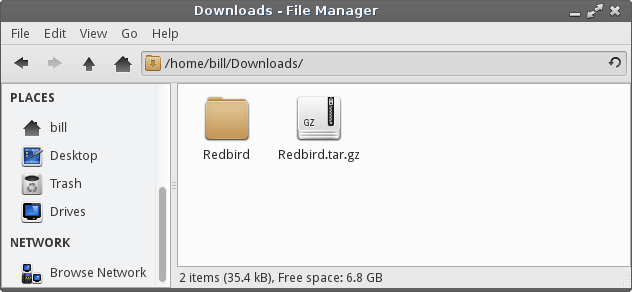 Downloads - File Manager
File Edit View Go Help
/home/bill/Downloads/
PLACES
bill
Desktop
Trash
Drives
NETWORK
Browse Network
GZ
Redbird Redbird.tar.gz
2 items (35.4 kB), Free space: 6.8 GB